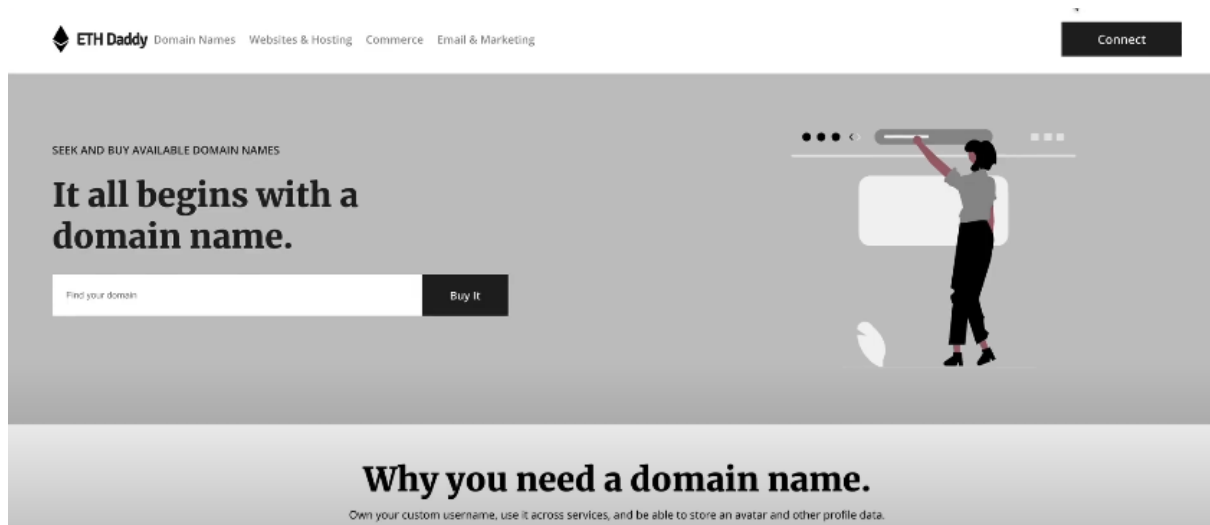 ETH Daddy Domain Names Websites & Hosting Commerce Email & Marketing Connect
SEEK AND BUY AVAILABLE DOMAIN NAMES
It all begins with a
domain name.
Find your domain Buy It
Why you need a domain name.
Own your custom username, use it across services, and be able to store an avatar and other profile data.